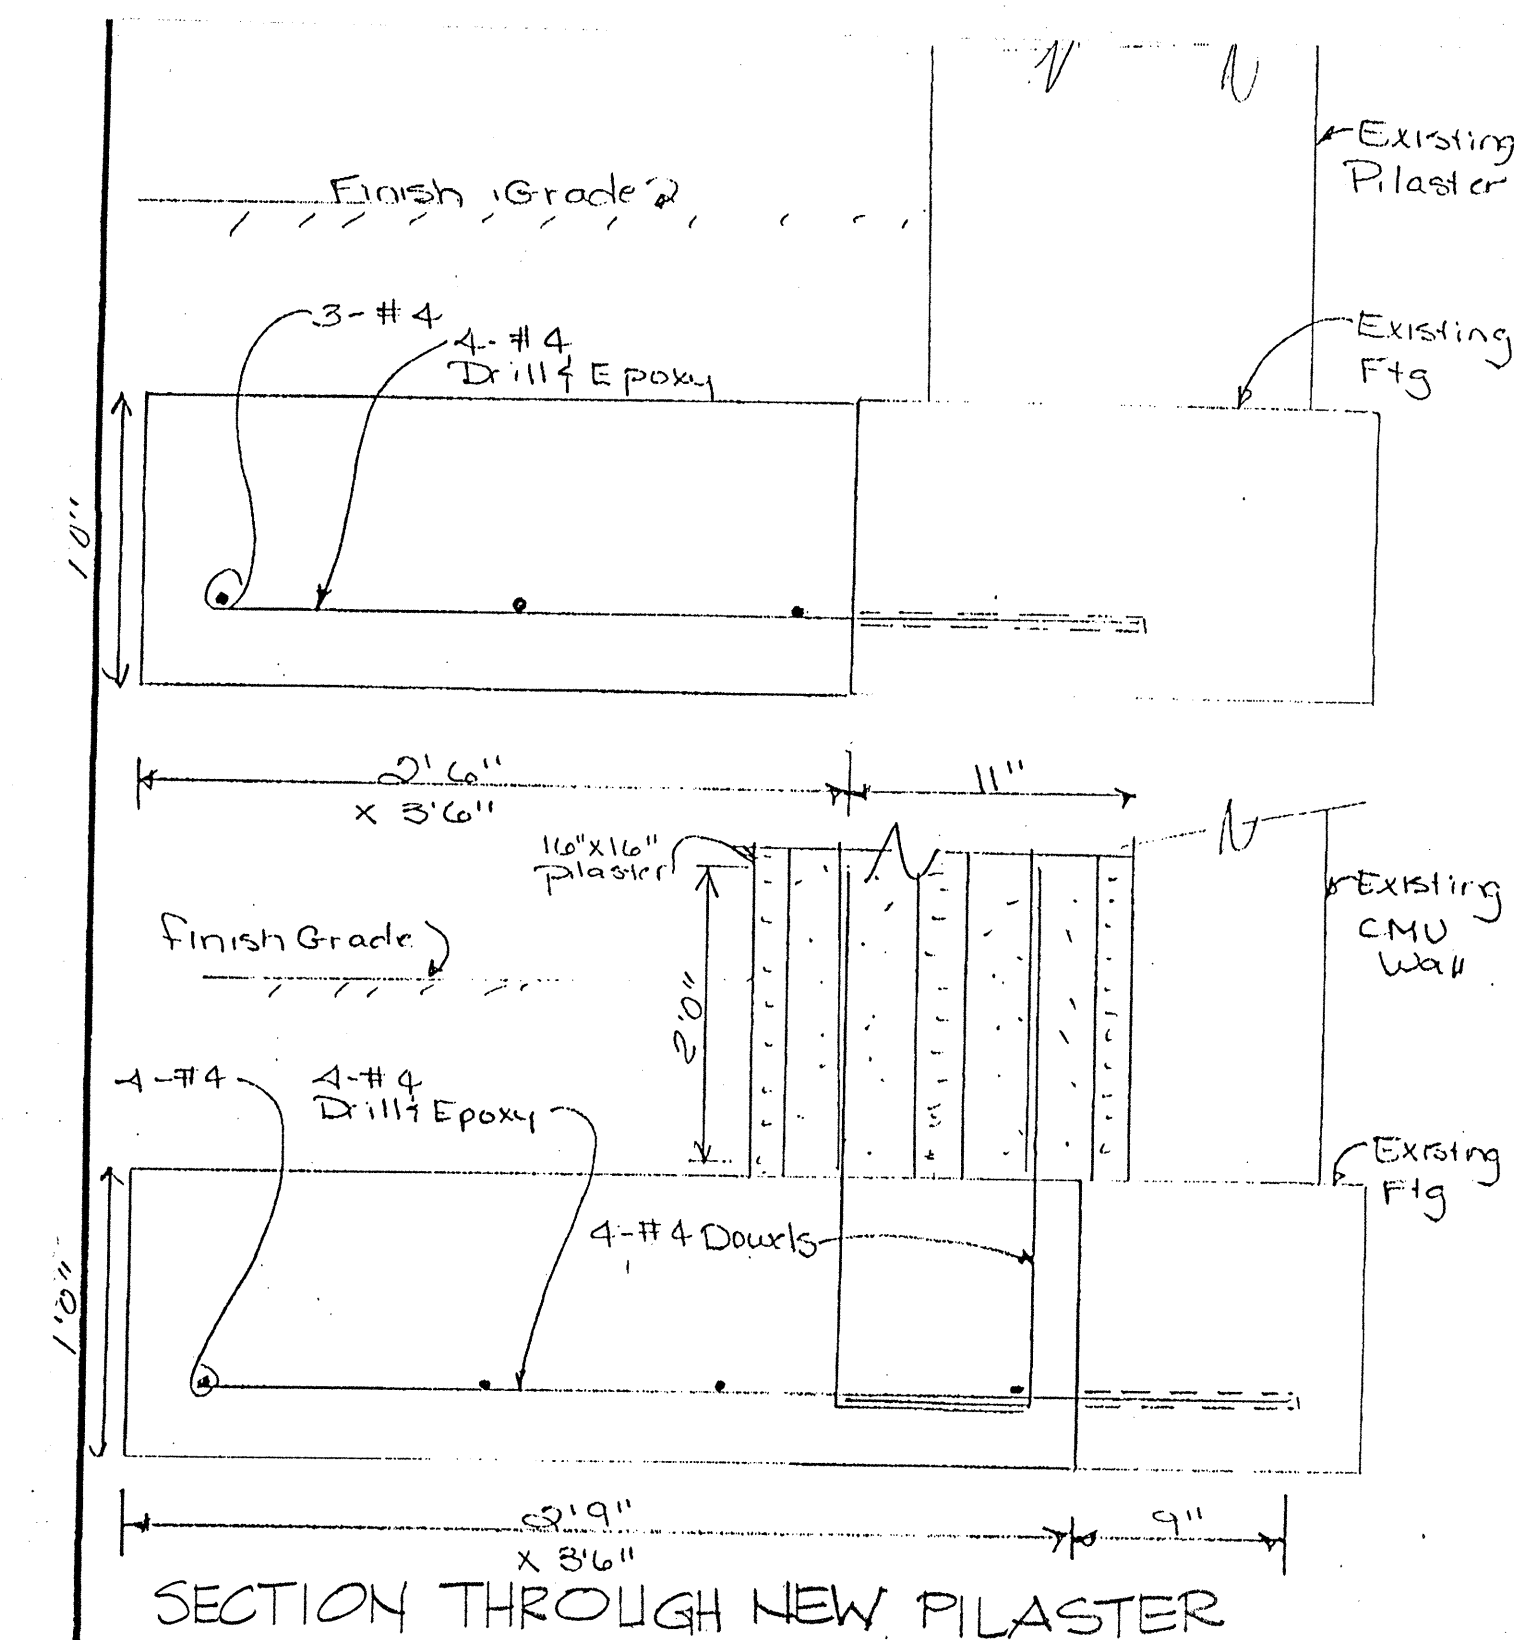 Existing
Pilaster
Finish Grade
3-#4
4-#4
Drill & Epoxy
Existing
Ftg
1'0"
2'6"
x 3'6"
11"
16"x16"
pilaster
Existing
CMU
Wall
Finish Grade
2'0"
4-#4
4-#4
Drill & Epoxy
Existing
Ftg
4-#4 Dowels
1'0"
2'9"
x 3'6"
9"
SECTION THROUGH NEW PILASTER